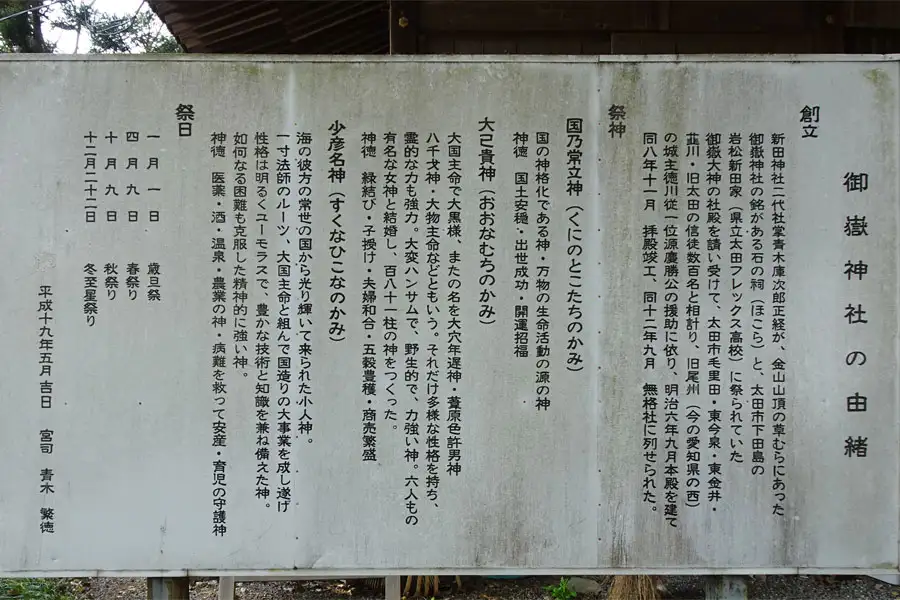 御嶽神社の由緒
創立
新田神社二代社掌青木庫次郎正経が、金山山頂の草むらにあった
御嶽神社の銘がある石の祠（ほこら）と、太田市下田島の
岩松新田家（県立太田フレックス高校）に祭られていた
御嶽大神の社殿を請い受けて、太田市毛里田・東今泉・東金井・
韮川・旧太田の信徒数百名と相計り、旧尾州（今の愛知県の西）
の城主徳川従一位源慶勝公の援助に依り、明治六年九月本殿を建て
同八年十一月　拝殿竣工、同十二年九月　無格社に列せられた。
祭神
国乃常立神（くにのとこたちのかみ）
国の神格化である神・万物の生命活動の源の神
神徳　国土安穏・出世成功・開運招福
大己貴神（おおなむちのかみ）
大国主命で大黒様、またの名を大穴牟遅神・葦原色許男神
八千戈神・大物主命などともいう。それだけ多様な性格を持ち、
霊的な力も強力。大変ハンサムで、野生的で、力強い神。六人もの
有名な女神と結婚し、百八十一柱の神をつくった。
神徳　縁結び・子授け・夫婦和合・五穀豊穫・商売繁盛
少彦名神（すくなひこなのかみ）
海の彼方の常世の国から光り輝いて来られた小人神。
一寸法師のルーツ、大国主命と組んで国造りの大事業を成し遂げ
性格は明るくユーモラスで、豊かな技術と知識を兼ね備えた神。
如何なる困難も克服した精神的に強い神。
神徳　医薬・酒・温泉・農業の神・病難を救って安産・育児の守護神
祭日
一月一日　歳旦祭
四月九日　春祭り
十月九日　秋祭り
十二月二十二日　冬至星祭り
平成十九年五月吉日　宮司　青木　繁徳